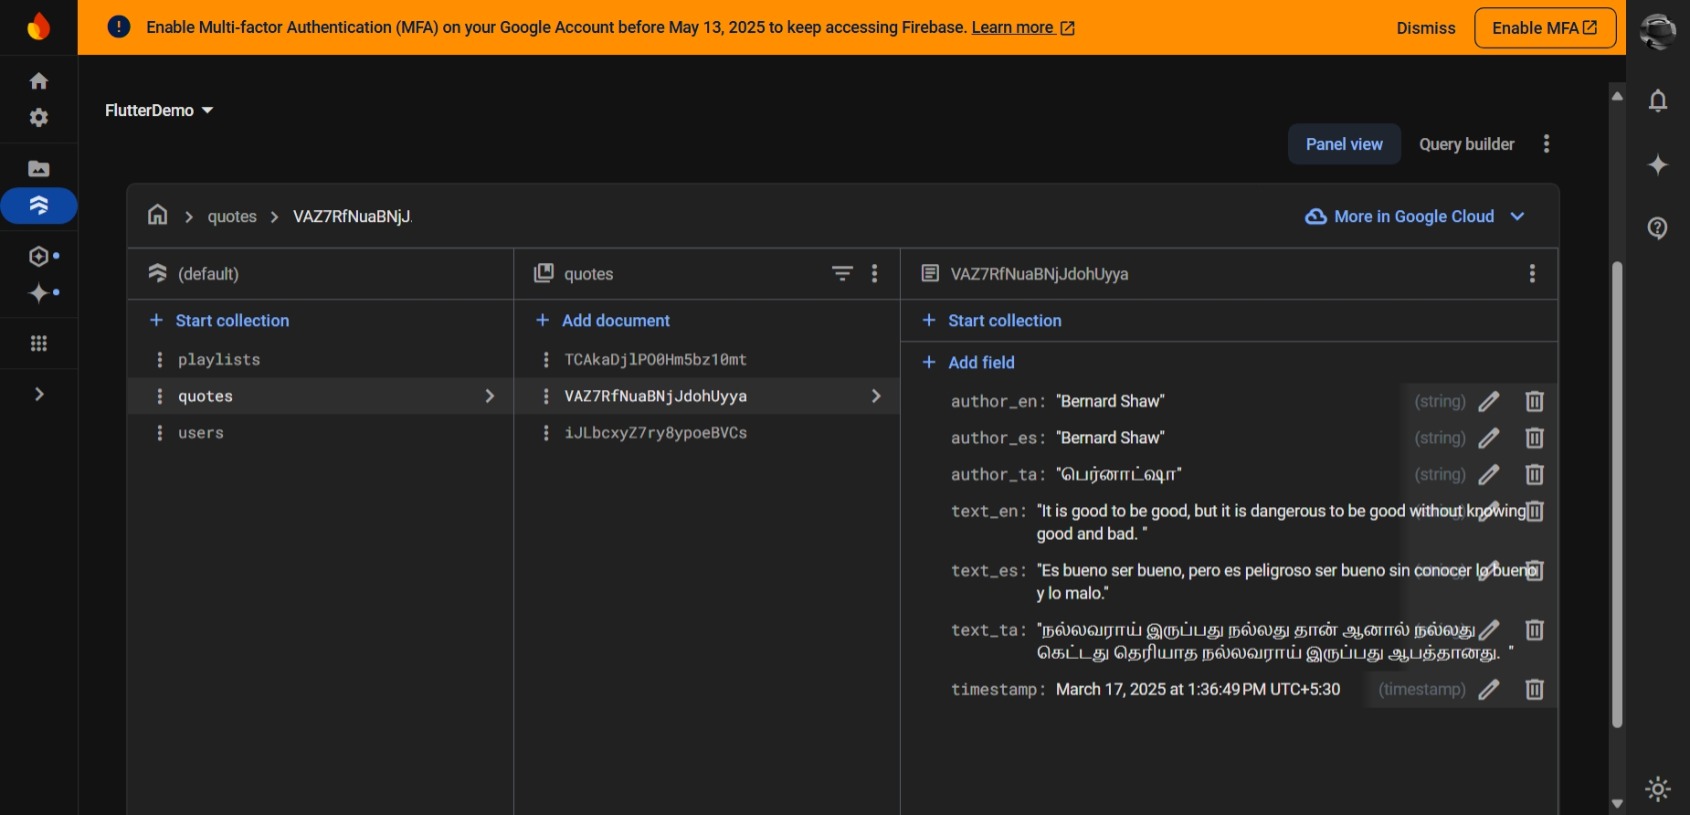 Enable Multi-factor Authentication (MFA) on your Google Account before May 13, 2025 to keep accessing Firebase. Learn more
Dismiss
Enable MFA
FlutterDemo
Panel view
Query builder
quotes
VAZ7RfNuaBNjJ.
More in Google Cloud
(default)
quotes
VAZ7RfNuaBNjJdohUyya
+ Start collection
+ Add document
+ Start collection
playlists
quotes
users
TCAkaDjlPO0Hm5bz10mt
VAZ7RfNuaBNjJdohUyya
iJLbcxyZ7ry8ypoeBVCs
+ Add field
author_en: "Bernard Shaw" (string)
author_es: "Bernard Shaw" (string)
author_ta: "பெர்னாட்ஷா" (string)
text_en: "It is good to be good, but it is dangerous to be good without knowing
good and bad. "
text_es: "Es bueno ser bueno, pero es peligroso ser bueno sin conocer lo bueno
y lo malo."
text_ta: "நல்லவராய் இருப்பது நல்லது தான் ஆனால் நல்லது
கெட்டது தெரியாத நல்லவராய் இருப்பது ஆபத்தானது. "
timestamp: March 17, 2025 at 1:36:49 PM UTC+5:30 (timestamp)